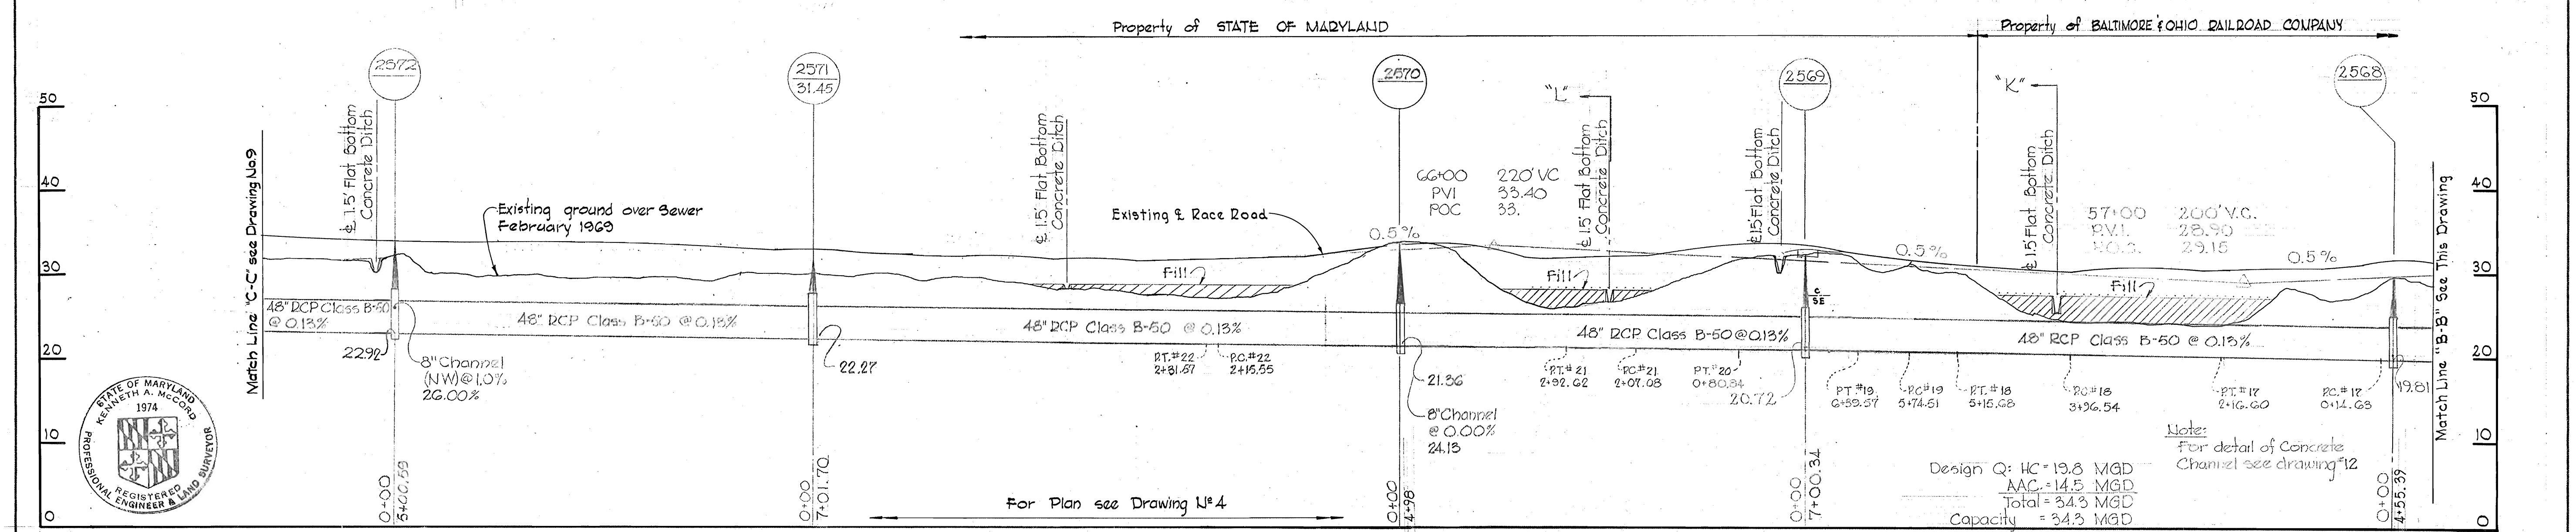 Property of STATE OF MARYLAND
Property of BALTIMORE & OHIO RAILROAD COMPANY
2572
2571
31.45
2570
2569
2568
"L"
"K"
50
40
30
20
10
0
50
40
30
20
10
0
Match Line "C-C" see Drawing No.9
℄ 1.5' Flat Bottom
Concrete Ditch
Existing ground over Sewer
February 1969
℄ 1.5' Flat Bottom
Concrete Ditch
Existing ℄ Race Road
66+00 220' VC
PVI 33.40
POC 33.
℄ 1.5' Flat Bottom
Concrete Ditch
℄ 1.5' Flat Bottom
Concrete Ditch
℄ 1.5' Flat Bottom
Concrete Ditch
57+00 200' V.C.
P.V.I. 28.90
29.15
0.5%
0.5%
0.5%
Fill
Fill
Fill
C
SE
48" RCP Class B-50
@ 0.13%
48" RCP Class B-50 @ 0.13%
48" RCP Class B-50 @ 0.13%
48" RCP Class B-50 @ 0.13%
48" RCP Class B-50 @ 0.13%
22.92
8" Channel
(NW) @ 1.0%
26.00%
22.27
P.T. #22
2+31.57
P.C. #22
2+15.55
21.36
8" Channel
@ 0.00%
24.13
P.T. #21
2+92.62
P.C. #21
2+07.08
P.T. #20
0+80.84
20.72
P.T. #19
6+39.57
P.C. #19
5+74.51
P.T. #18
5+15.68
P.C. #18
3+96.54
P.T. #17
2+16.60
P.C. #17
0+14.63
19.81
Match Line "B-B" See This Drawing
Note:
For detail of Concrete
Channel see drawing #12
Design Q: HC = 19.8 MGD
AAC. = 14.5 MGD
Total = 34.3 MGD
Capacity = 34.3 MGD
For Plan see Drawing Nº 4
0+00
5+00.59
0+00
7+01.70
0+00
4+98
0+00
7+00.34
0+00
4+55.39
STATE OF MARYLAND
KENNETH A. McCORD
1974
REGISTERED
PROFESSIONAL ENGINEER & LAND SURVEYOR